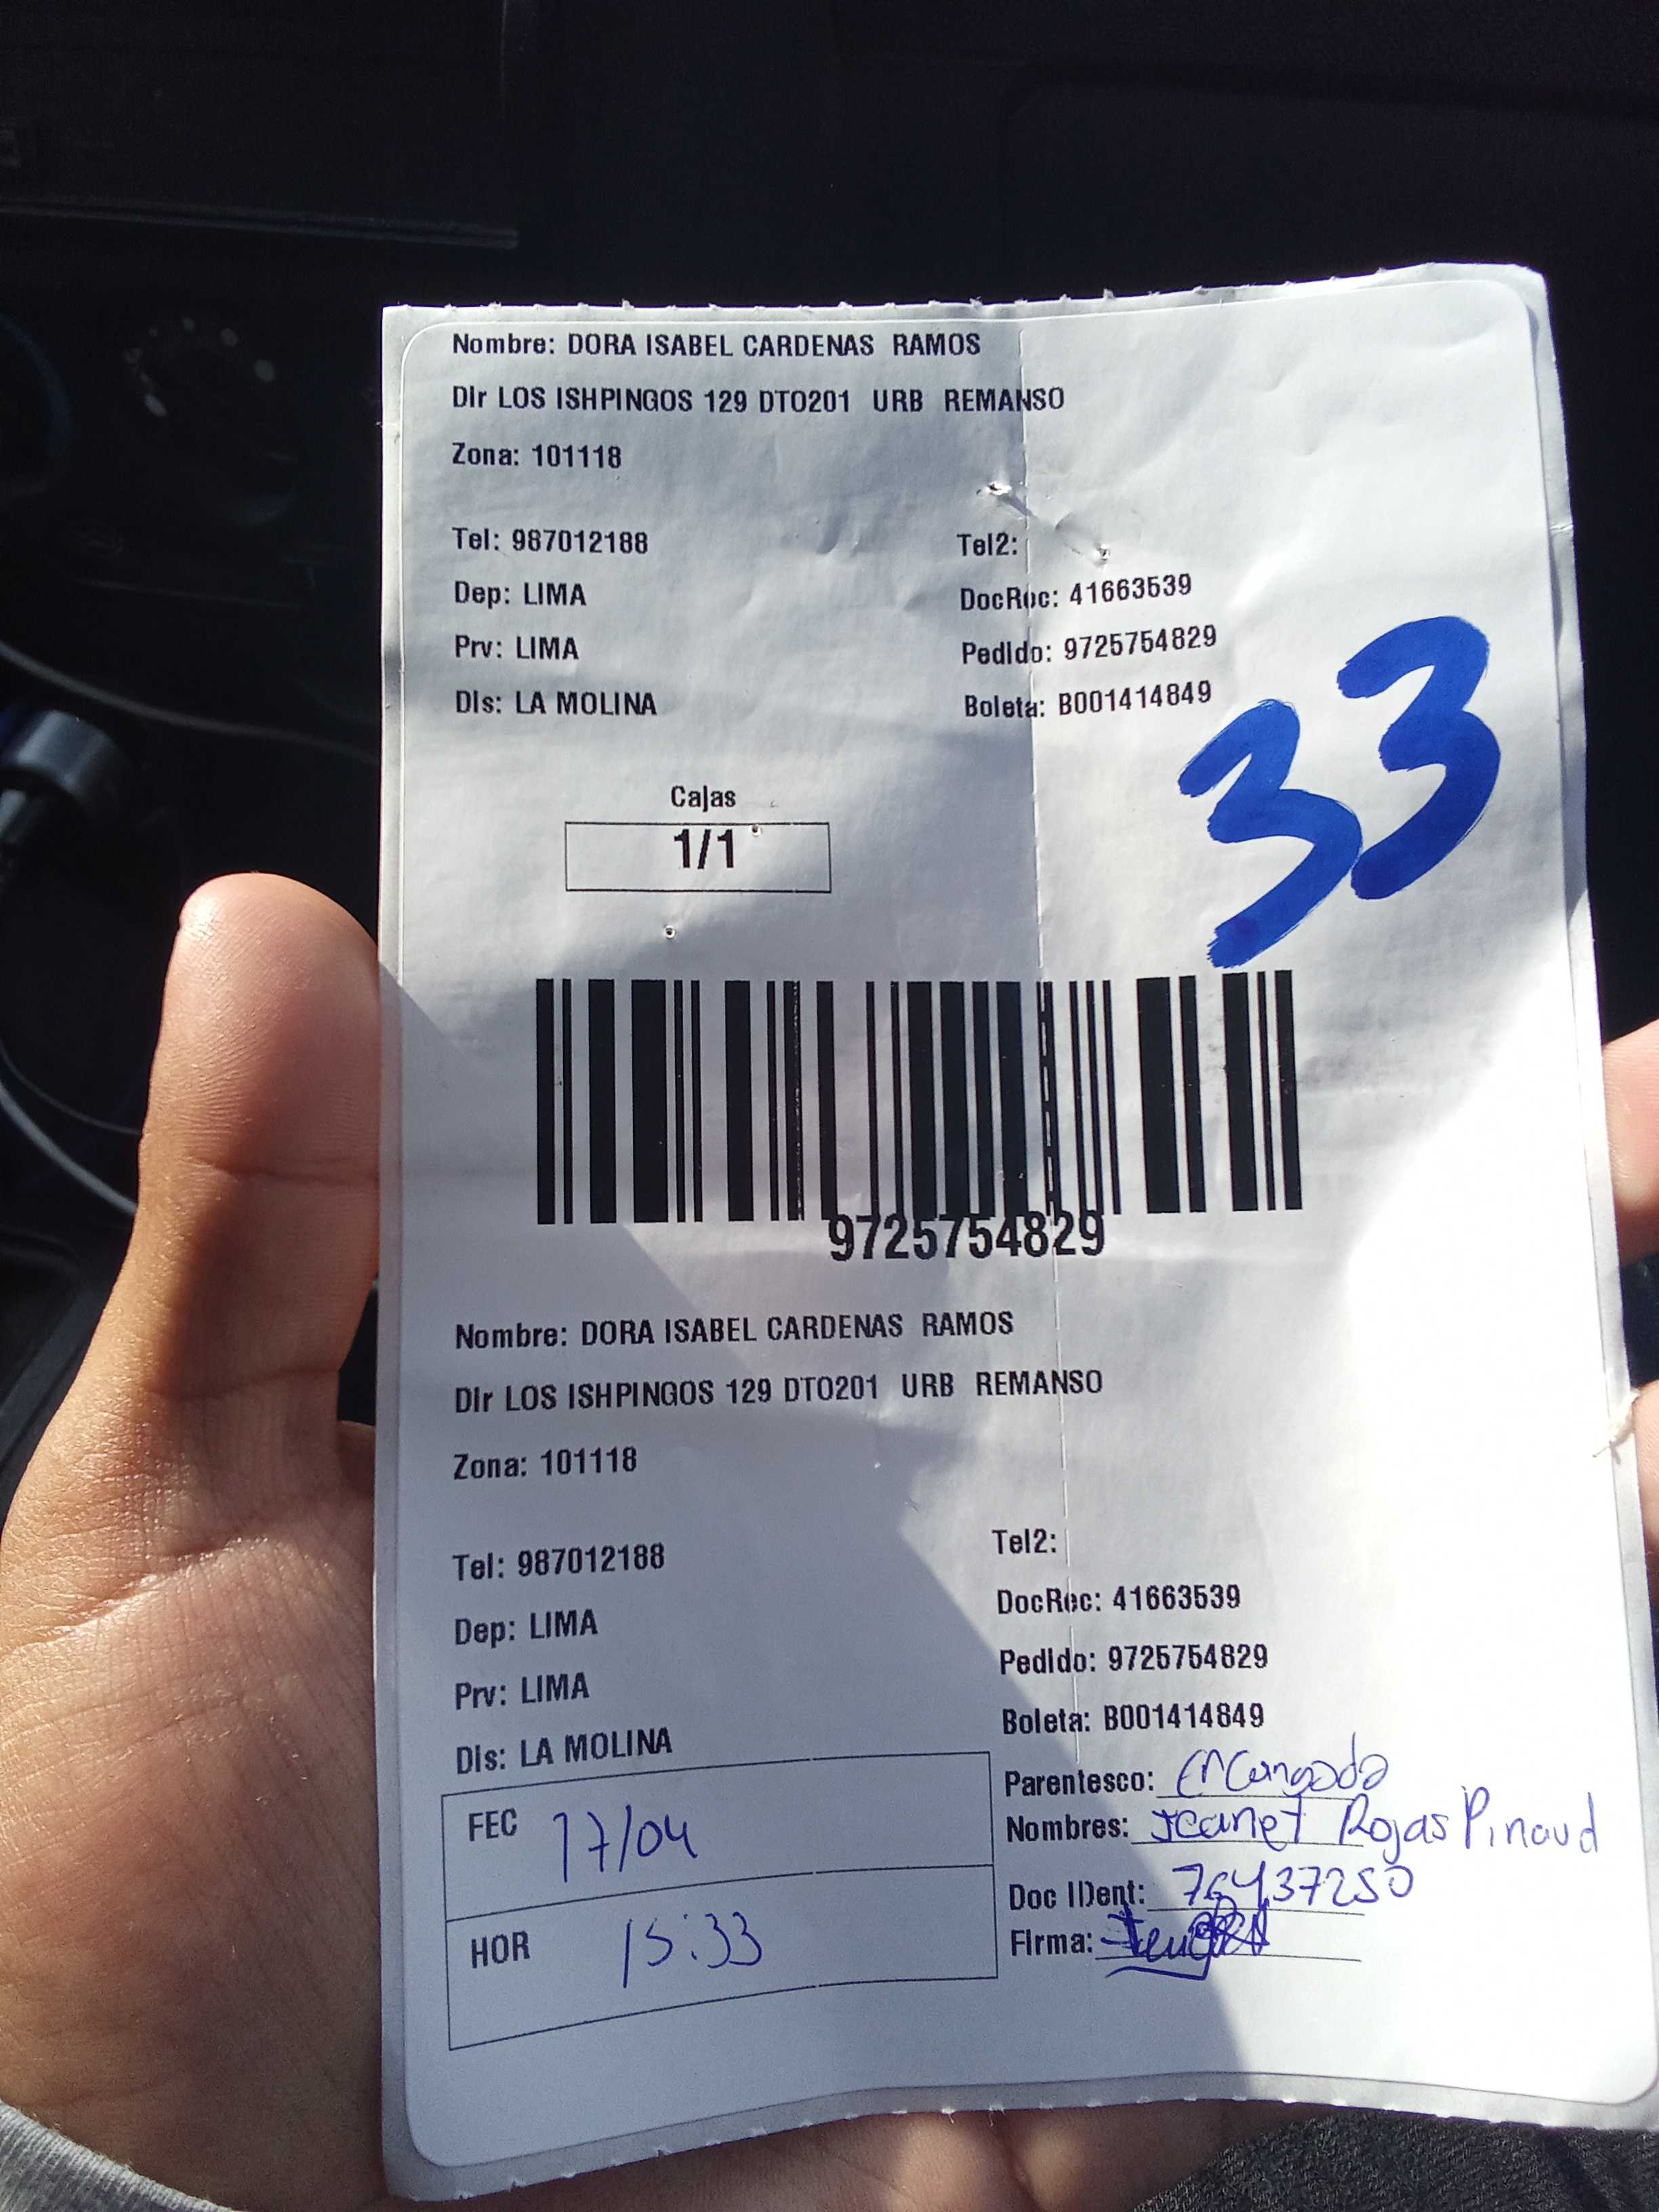 Nombre: DORA ISABEL CARDENAS RAMOS
DIr LOS ISHPINGOS 129 DTO201 URB REMANSO
Zona: 101118
Tel: 987012188 Tel2:
Dep: LIMA DocRec: 41663539
Prv: LIMA Pedido: 9725754829
Dis: LA MOLINA Boleta: B001414849
33
Cajas
1/1
9725754829
Nombre: DORA ISABEL CARDENAS RAMOS
DIr LOS ISHPINGOS 129 DTO201 URB REMANSO
Zona: 101118
Tel: 987012188 Tel2:
Dep: LIMA DocRec: 41663539
Prv: LIMA Pedido: 9725754829
Dis: LA MOLINA Boleta: B001414849
Parentesco: encargada
FEC 17/04 Nombres: Jeanet Rojas Pinaud
Doc IDent: 76437250
HOR 15:33 Firma: